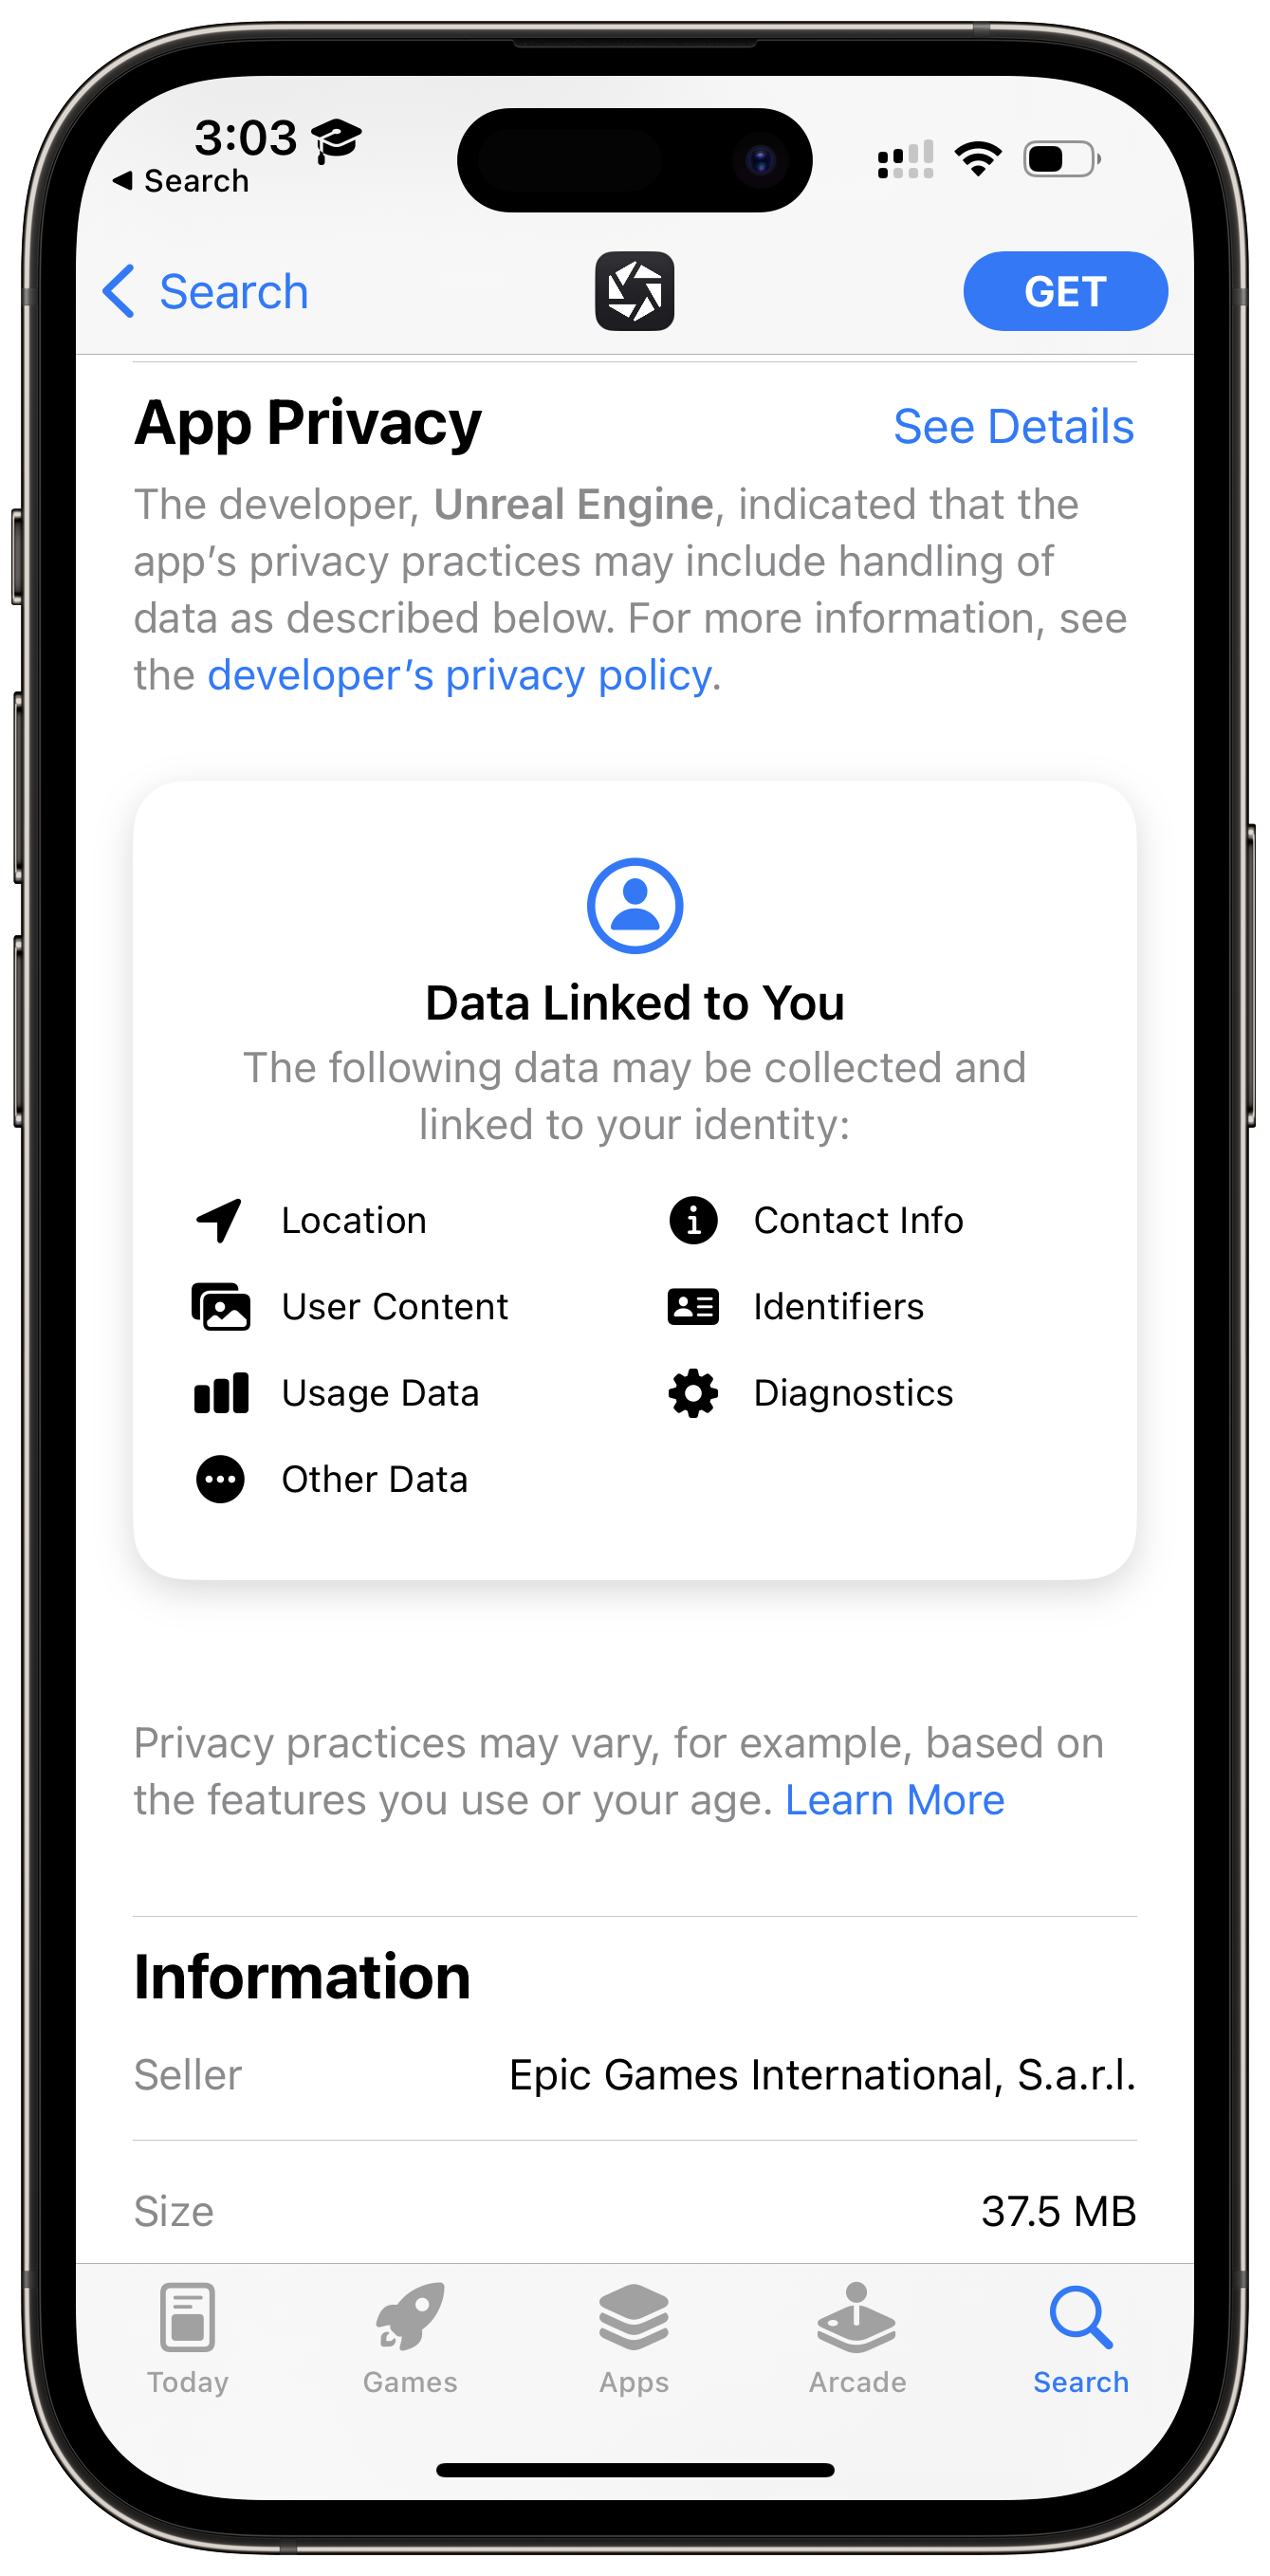 3:03
◀ Search
Search
GET
App Privacy
See Details
The developer, Unreal Engine, indicated that the
app’s privacy practices may include handling of
data as described below. For more information, see
the developer’s privacy policy.
Data Linked to You
The following data may be collected and
linked to your identity:
Location
Contact Info
User Content
Identifiers
Usage Data
Diagnostics
Other Data
Privacy practices may vary, for example, based on
the features you use or your age. Learn More
Information
Seller
Epic Games International, S.a.r.l.
Size
37.5 MB
Today
Games
Apps
Arcade
Search